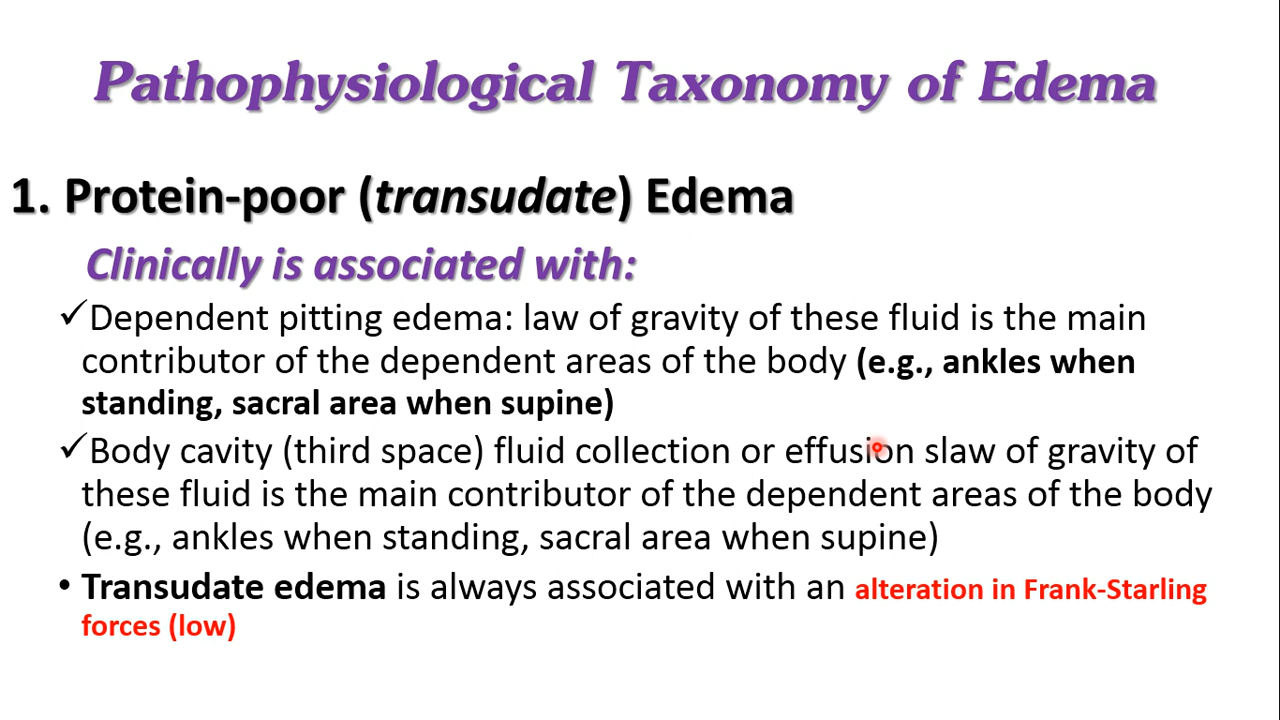 Pathophysiological Taxonomy of Edema
1. Protein-poor (transudate) Edema
Clinically is associated with:
✓Dependent pitting edema: law of gravity of these fluid is the main
contributor of the dependent areas of the body (e.g., ankles when
standing, sacral area when supine)
✓Body cavity (third space) fluid collection or effusion slaw of gravity of
these fluid is the main contributor of the dependent areas of the body
(e.g., ankles when standing, sacral area when supine)
• Transudate edema is always associated with an alteration in Frank-Starling
forces (low)